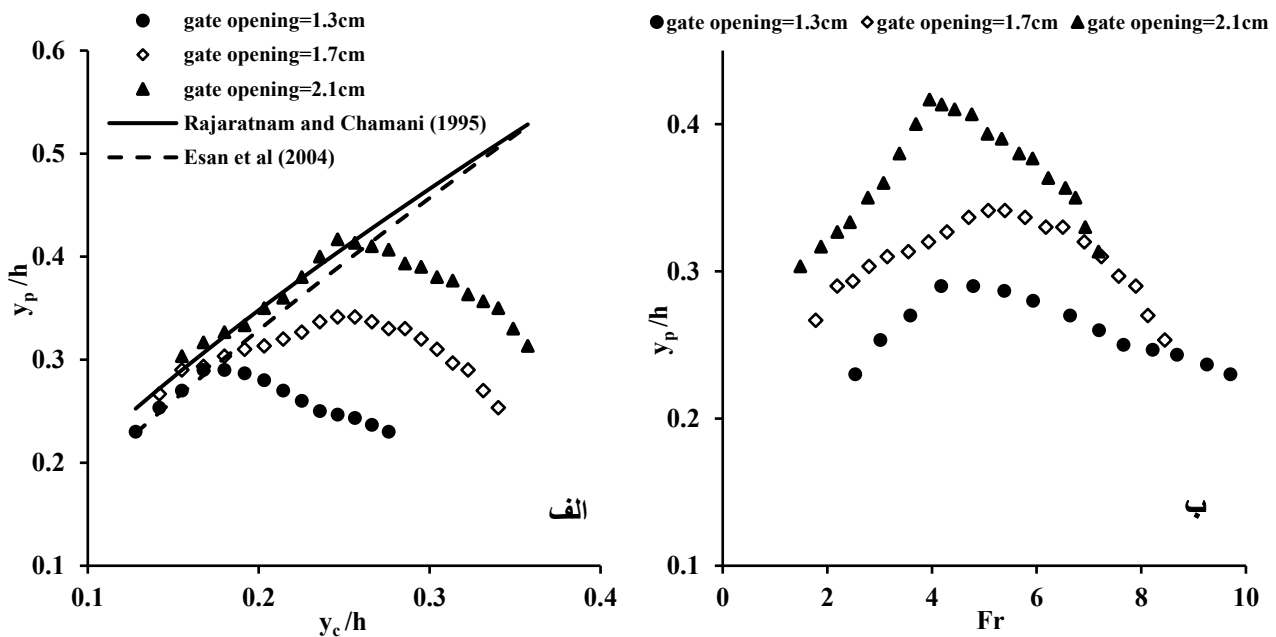 gate opening=1.3cm
gate opening=1.7cm
gate opening=2.1cm
Rajaratnam and Chamani (1995)
Esan et al (2004)
0.6
0.5
0.4
0.3
0.2
0.1
y_p /h
0.1 0.2 0.3 0.4
y_c /h
الف
gate opening=1.3cm gate opening=1.7cm gate opening=2.1cm
0.4
0.3
0.2
0.1
y_p /h
0 2 4 6 8 10
Fr
ب